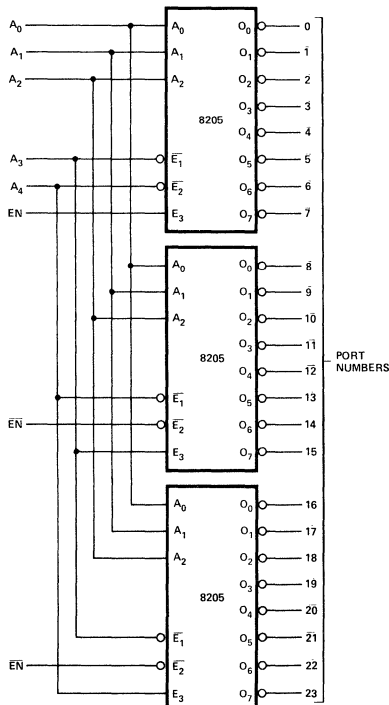 A0 A0 O0 0
A1 A1 O1 1
A2 A2 O2 2
O3 3
8205
O4 4
A3 E1 O5 5
A4 E2 O6 6
EN E3 O7 7
A0 O0 8
A1 O1 9
A2 O2 10
O3 11
PORT
NUMBERS
8205
O4 12
E1 O5 13
EN E2 O6 14
E3 O7 15
A0 O0 16
A1 O1 17
A2 O2 18
O3 19
8205
O4 20
E1 O5 21
EN E2 O6 22
E3 O7 23